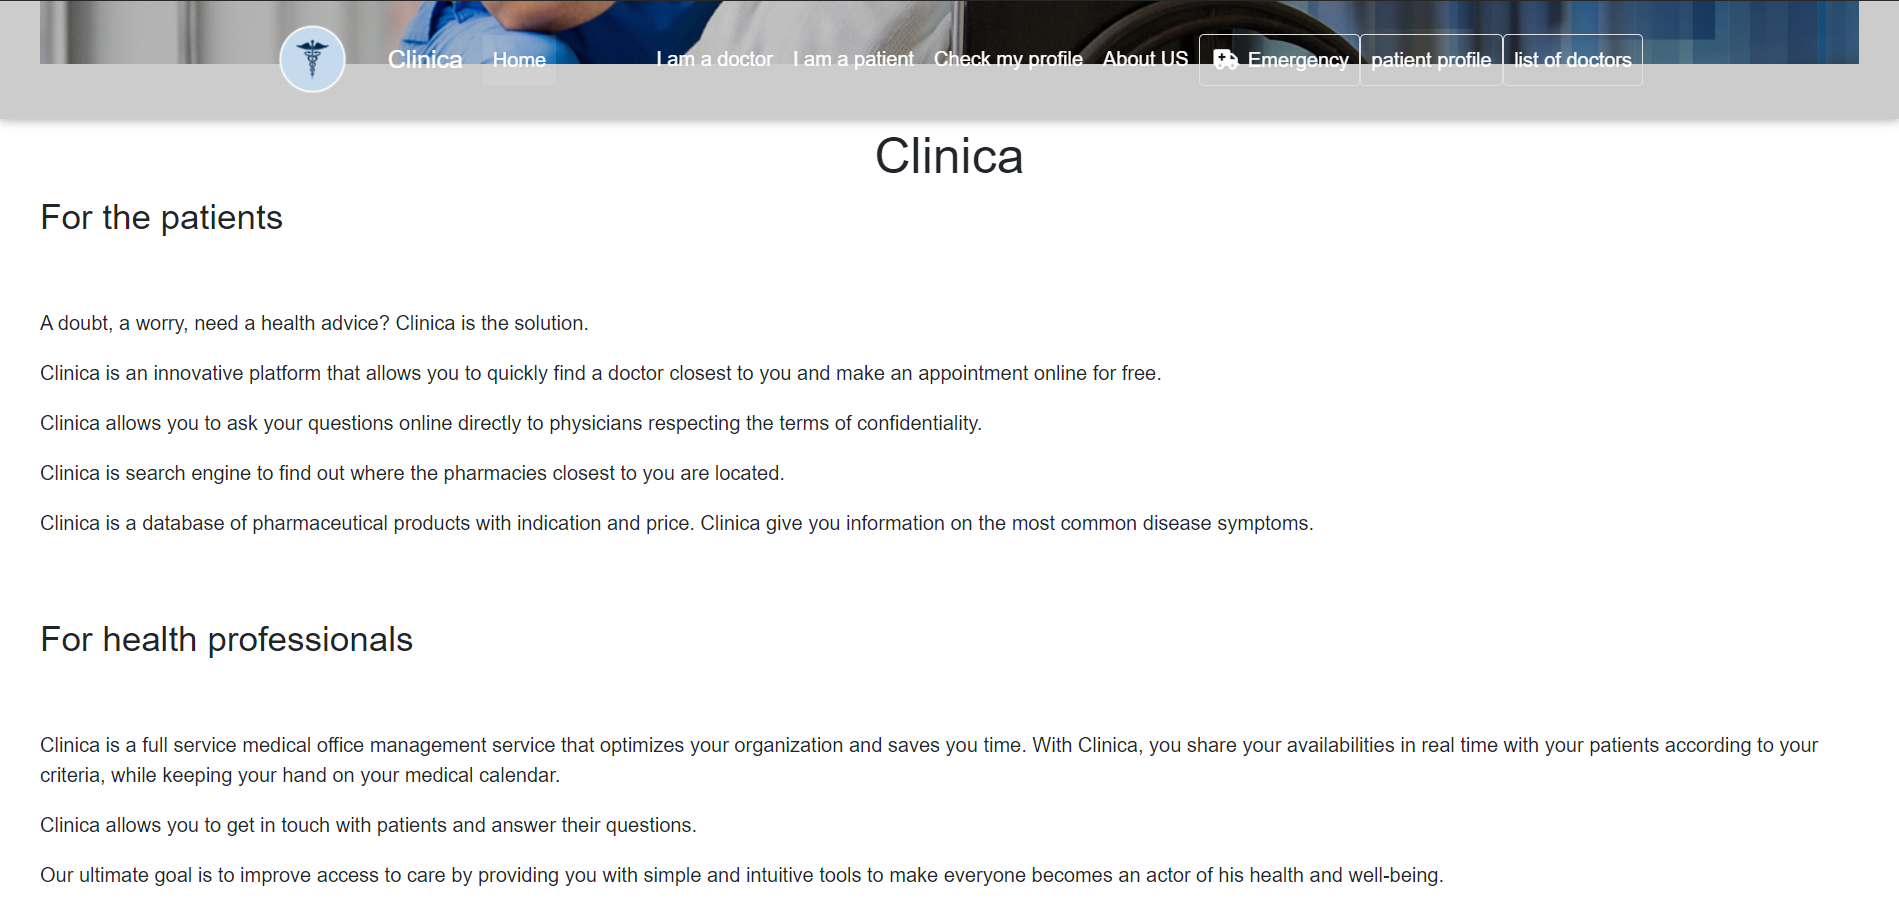 Clinica Home I am a doctor I am a patient Check my profile About US Emergency patient profile list of doctors
Clinica
For the patients
A doubt, a worry, need a health advice? Clinica is the solution.
Clinica is an innovative platform that allows you to quickly find a doctor closest to you and make an appointment online for free.
Clinica allows you to ask your questions online directly to physicians respecting the terms of confidentiality.
Clinica is search engine to find out where the pharmacies closest to you are located.
Clinica is a database of pharmaceutical products with indication and price. Clinica give you information on the most common disease symptoms.
For health professionals
Clinica is a full service medical office management service that optimizes your organization and saves you time. With Clinica, you share your availabilities in real time with your patients according to your
criteria, while keeping your hand on your medical calendar.
Clinica allows you to get in touch with patients and answer their questions.
Our ultimate goal is to improve access to care by providing you with simple and intuitive tools to make everyone becomes an actor of his health and well-being.